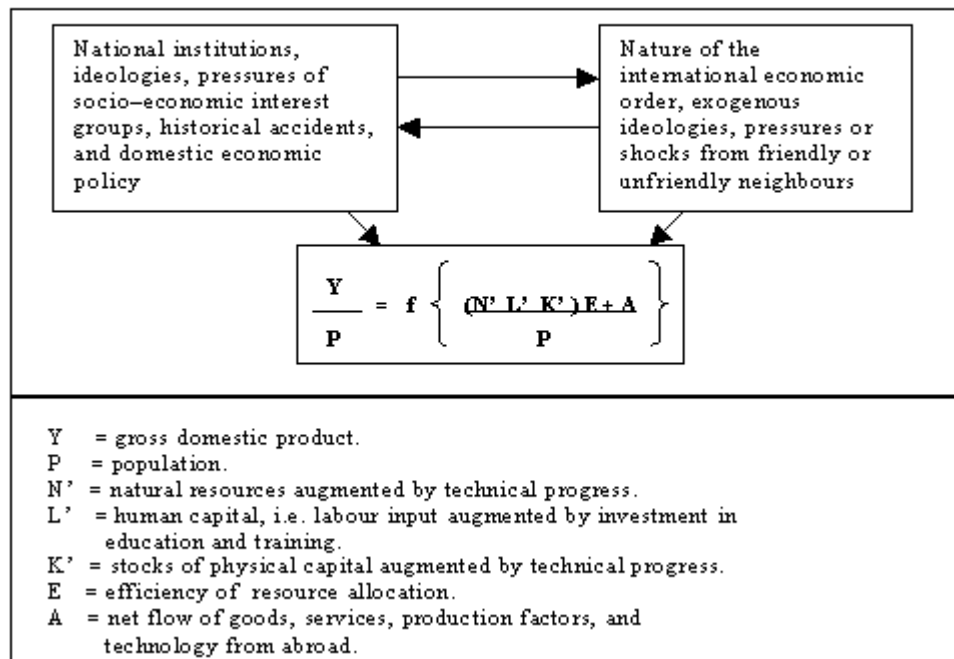 National institutions,
ideologies, pressures of
socio–economic interest
groups, historical accidents,
and domestic economic
policy
Nature of the
international economic
order, exogenous
ideologies, pressures or
shocks from friendly or
unfriendly neighbours
Y
P
= f
(N’ L’ K’ ) E + A
P
Y = gross domestic product.
P = population.
N’ = natural resources augmented by technical progress.
L’ = human capital, i.e. labour input augmented by investment in
education and training.
K’ = stocks of physical capital augmented by technical progress.
E = efficiency of resource allocation.
A = net flow of goods, services, production factors, and
technology from abroad.